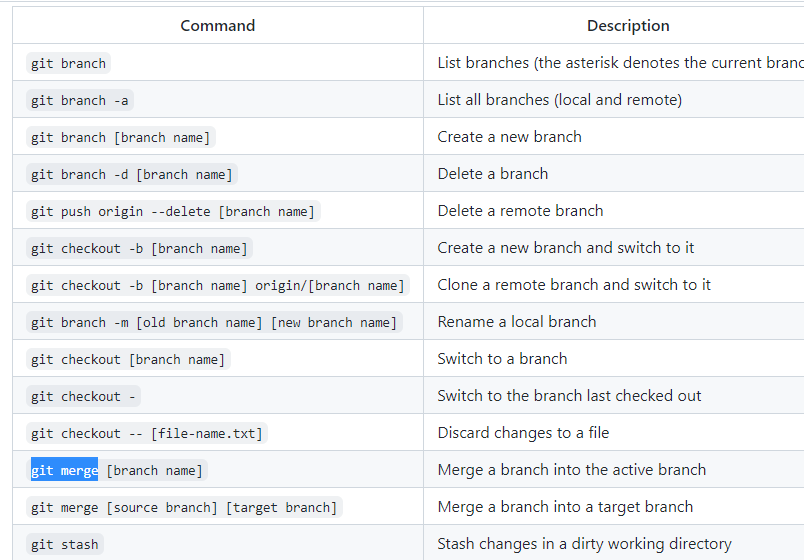 Command Description
git branch List branches (the asterisk denotes the current branc
git branch -a List all branches (local and remote)
git branch [branch name] Create a new branch
git branch -d [branch name] Delete a branch
git push origin --delete [branch name] Delete a remote branch
git checkout -b [branch name] Create a new branch and switch to it
git checkout -b [branch name] origin/[branch name] Clone a remote branch and switch to it
git branch -m [old branch name] [new branch name] Rename a local branch
git checkout [branch name] Switch to a branch
git checkout - Switch to the branch last checked out
git checkout -- [file-name.txt] Discard changes to a file
git merge [branch name] Merge a branch into the active branch
git merge [source branch] [target branch] Merge a branch into a target branch
git stash Stash changes in a dirty working directory